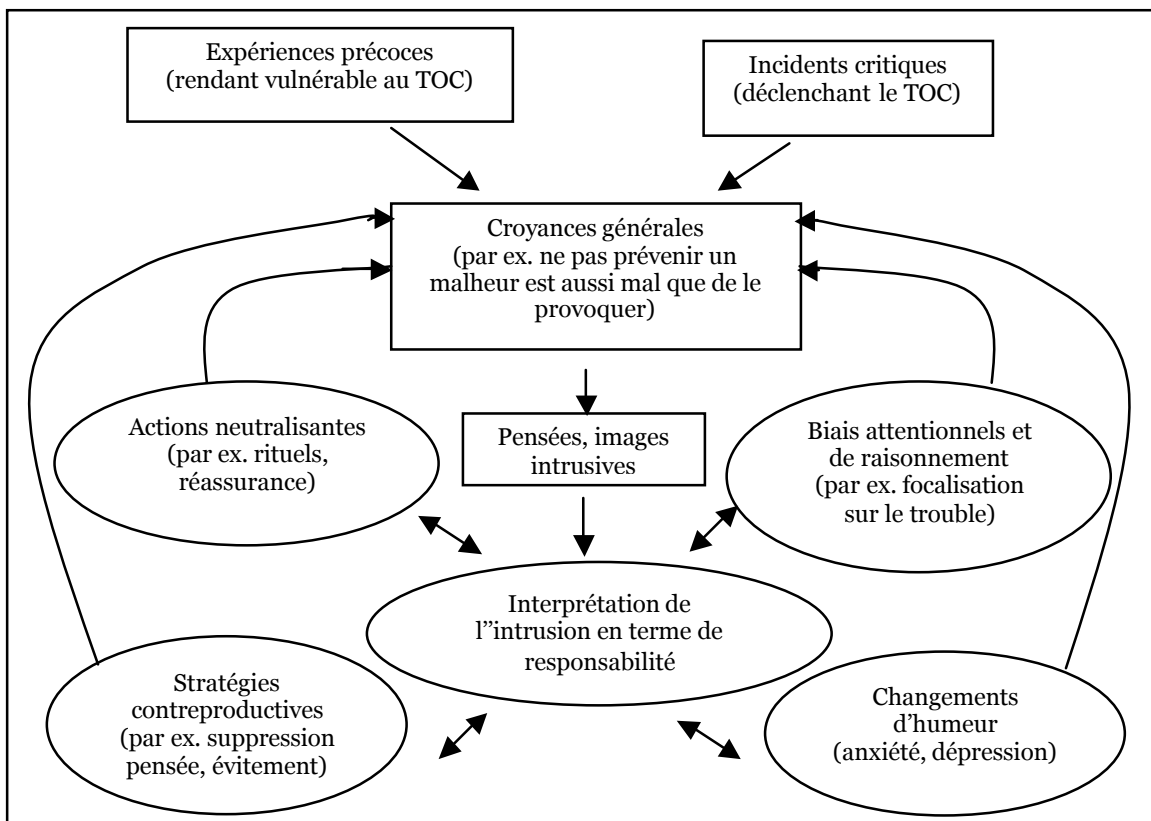 Expériences précoces
(rendant vulnérable au TOC)
Incidents critiques
(déclenchant le TOC)
Croyances générales
(par ex. ne pas prévenir un
malheur est aussi mal que de le
provoquer)
Actions neutralisantes
(par ex. rituels,
réassurance)
Pensées, images
intrusives
Biais attentionnels et
de raisonnement
(par ex. focalisation
sur le trouble)
Interprétation de
l’’intrusion en terme de
responsabilité
Stratégies
contreproductives
(par ex. suppression
pensée, évitement)
Changements
d’humeur
(anxiété, dépression)